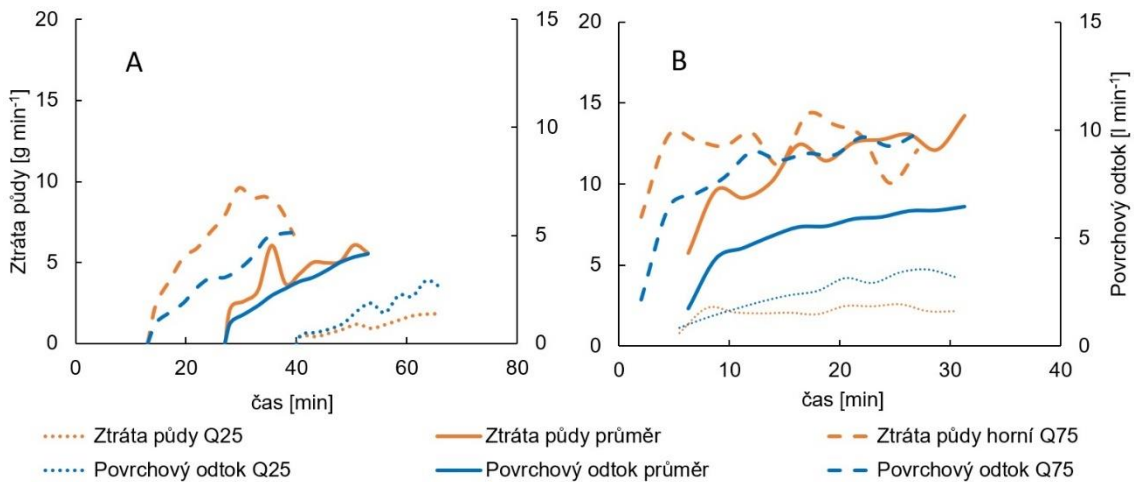 A
B
20
15
10
5
0
15
10
5
0
20
15
10
5
0
15
10
5
0
Ztráta půdy [g min⁻¹]
Povrchový odtok [l min⁻¹]
0 20 40 60 80
0 10 20 30 40
čas [min]
čas [min]
Ztráta půdy Q25
Ztráta půdy průměr
Ztráta půdy horní Q75
Povrchový odtok Q25
Povrchový odtok průměr
Povrchový odtok Q75